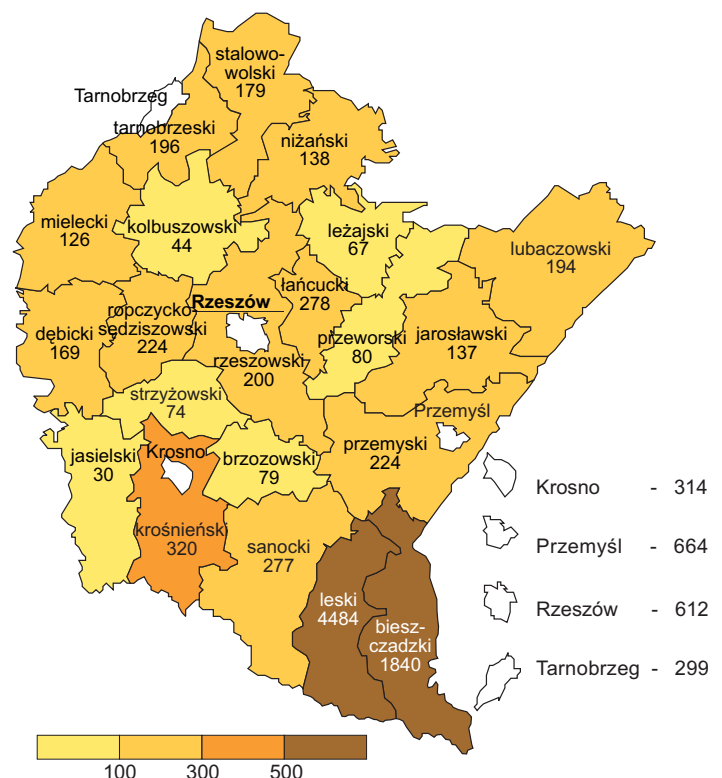 stalowo-
wolski
179
Tarnobrzeg
tarnobrzeski
196
niżański
138
mielecki
126
kolbuszowski
44
leżajski
67
lubaczowski
194
łańcucki
278
Rzeszów
ropczycko-
sędziszowski
224
dębicki
169
przeworski
80
jarosławski
137
rzeszowski
200
strzyżowski
74
Przemyśl
przemyski
224
jasielski
30
Krosno
brzozowski
79
krośnieński
320
sanocki
277
leski
4484
biesz-
czadzki
1840
Krosno - 314
Przemyśl - 664
Rzeszów - 612
Tarnobrzeg - 299
100 300 500